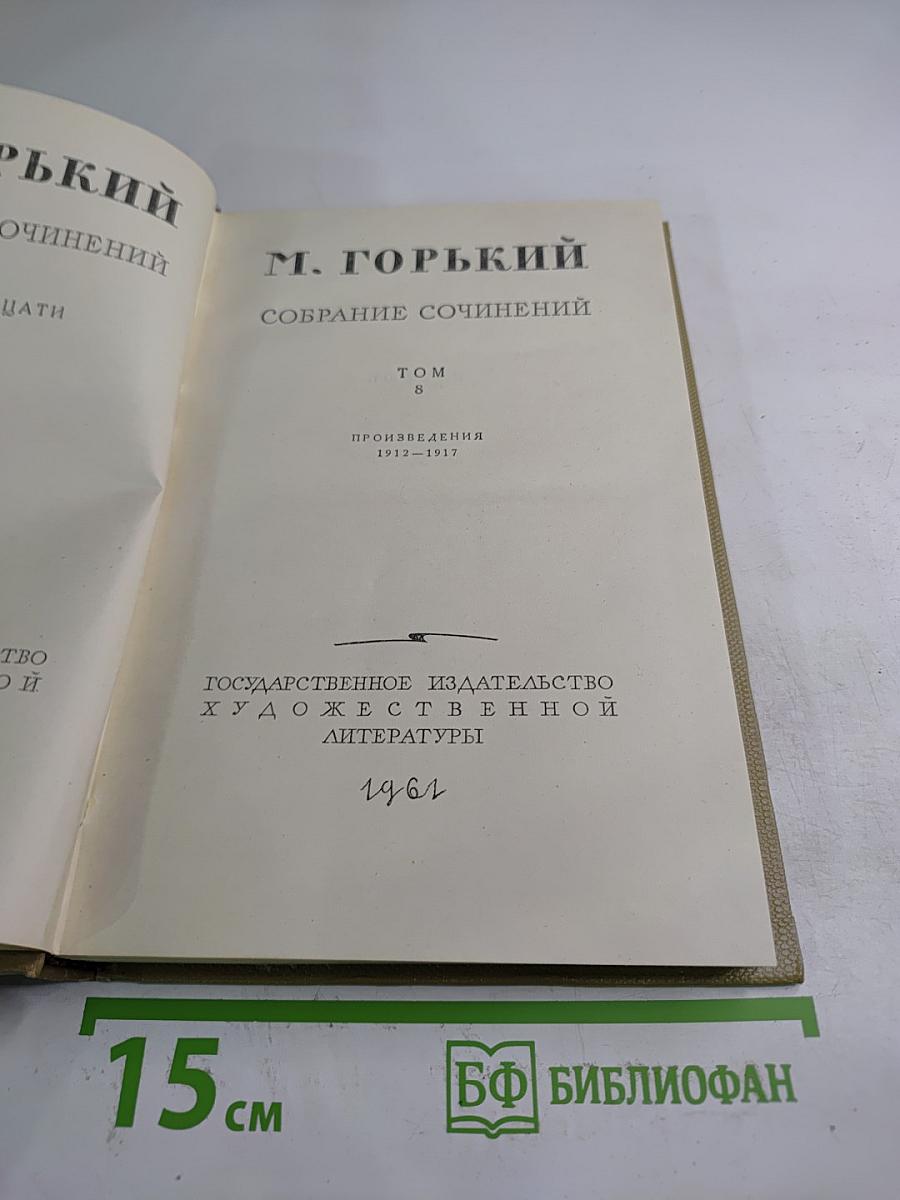 РЬКИЙ
ОЧИНЕНИЙ
ЦАТИ
ТВО
ОЙ
М. ГОРЬКИЙ
СОБРАНИЕ СОЧИНЕНИЙ
ТОМ
8
ПРОИЗВЕДЕНИЯ
1912—1917
ГОСУДАРСТВЕННОЕ ИЗДАТЕЛЬСТВО
ХУДОЖЕСТВЕННОЙ
ЛИТЕРАТУРЫ
1961
15 см
БФ БИБЛИОФАН